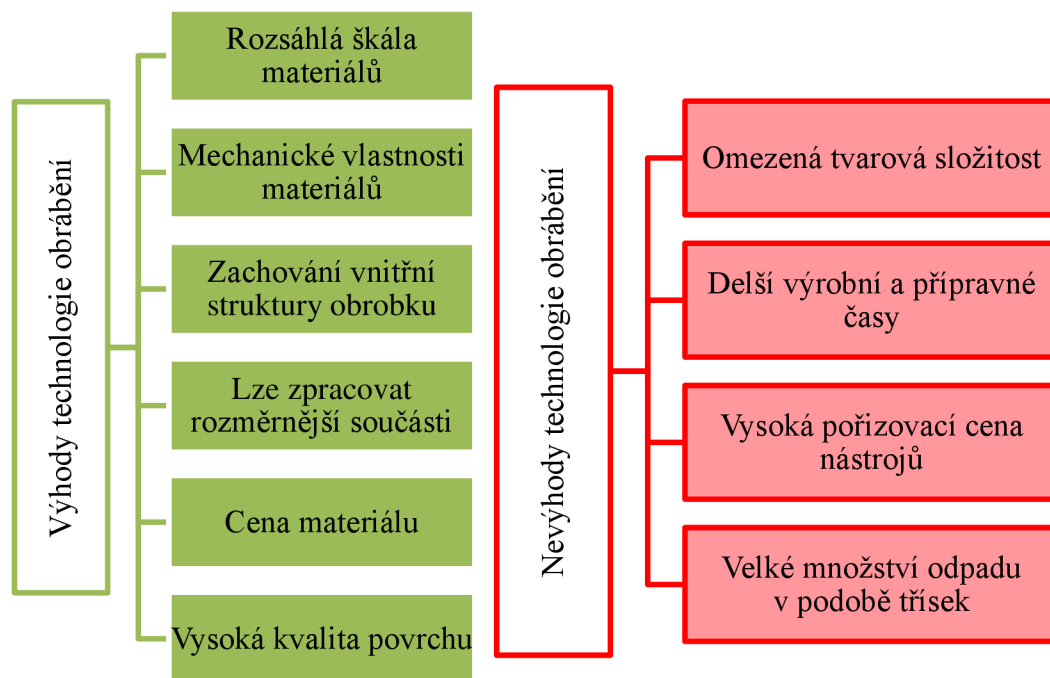 Výhody technologie obrábění
Rozsáhlá škála
materiálů
Mechanické vlastnosti
materiálů
Zachování vnitřní
struktury obrobku
Lze zpracovat
rozměrnější součásti
Cena materiálu
Vysoká kvalita povrchu
Nevýhody technologie obrábění
Omezená tvarová složitost
Delší výrobní a přípravné
časy
Vysoká pořizovací cena
nástrojů
Velké množství odpadu
v podobě třísek